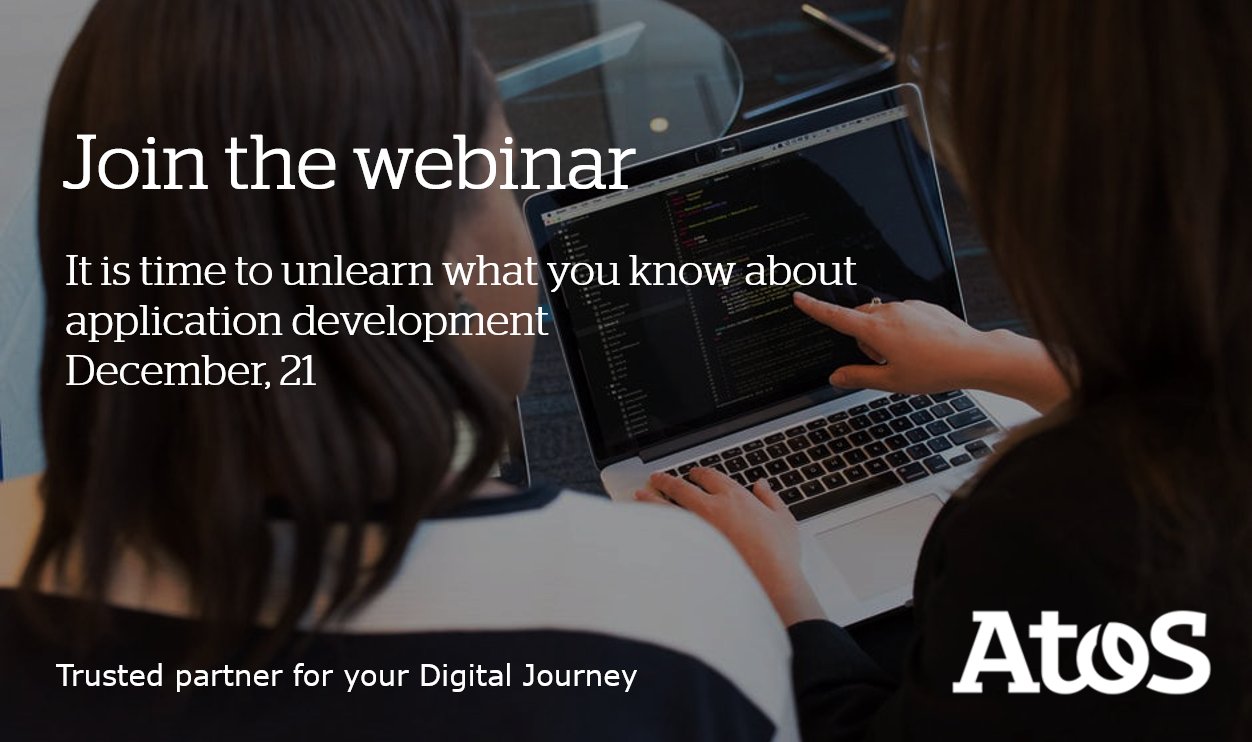 Join the webinar
It is time to unlearn what you know about
application development
December, 21
Trusted partner for your Digital Journey
Atos